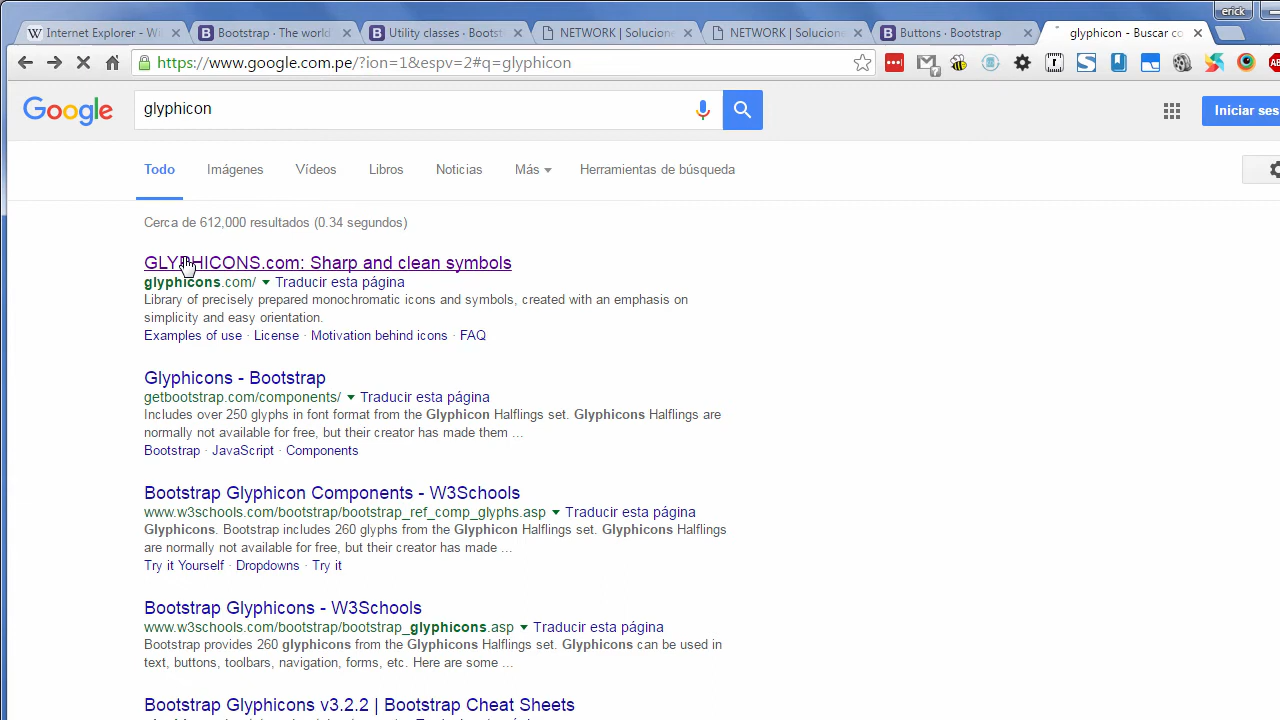 erick
Internet Explorer - Wi
Bootstrap · The world
Utility classes · Bootst
NETWORK | Solucione
NETWORK | Solucione
Buttons · Bootstrap
glyphicon - Buscar co
https://www.google.com.pe/?ion=1&espv=2#q=glyphicon
Google
glyphicon
Iniciar ses
Todo
Imágenes
Vídeos
Libros
Noticias
Más
Herramientas de búsqueda
Cerca de 612,000 resultados (0.34 segundos)
GLYPHICONS.com: Sharp and clean symbols
glyphicons.com/ Traducir esta página
Library of precisely prepared monochromatic icons and symbols, created with an emphasis on
simplicity and easy orientation.
Examples of use · License · Motivation behind icons · FAQ
Glyphicons - Bootstrap
getbootstrap.com/components/ Traducir esta página
Includes over 250 glyphs in font format from the Glyphicon Halflings set. Glyphicons Halflings are
normally not available for free, but their creator has made them ...
Bootstrap · JavaScript · Components
Bootstrap Glyphicon Components - W3Schools
www.w3schools.com/bootstrap/bootstrap_ref_comp_glyphs.asp Traducir esta página
Glyphicons. Bootstrap includes 260 glyphs from the Glyphicon Halflings set. Glyphicons Halflings
are normally not available for free, but their creator has made ...
Try it Yourself · Dropdowns · Try it
Bootstrap Glyphicons - W3Schools
www.w3schools.com/bootstrap/bootstrap_glyphicons.asp Traducir esta página
Bootstrap provides 260 glyphicons from the Glyphicons Halflings set. Glyphicons can be used in
text, buttons, toolbars, navigation, forms, etc. Here are some ...
Bootstrap Glyphicons v3.2.2 | Bootstrap Cheat Sheets